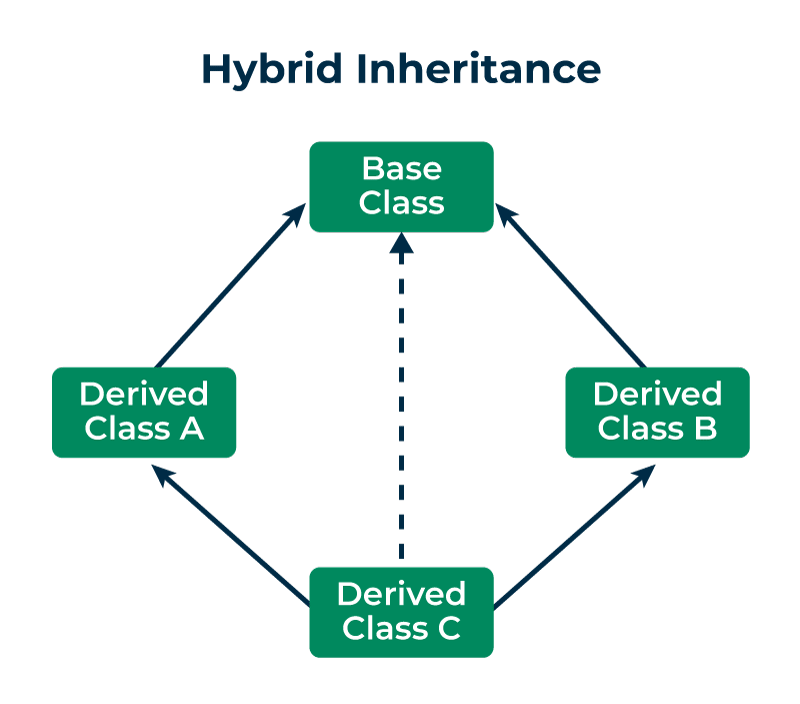 Hybrid Inheritance
Base
Class
Derived
Class A
Derived
Class B
Derived
Class C